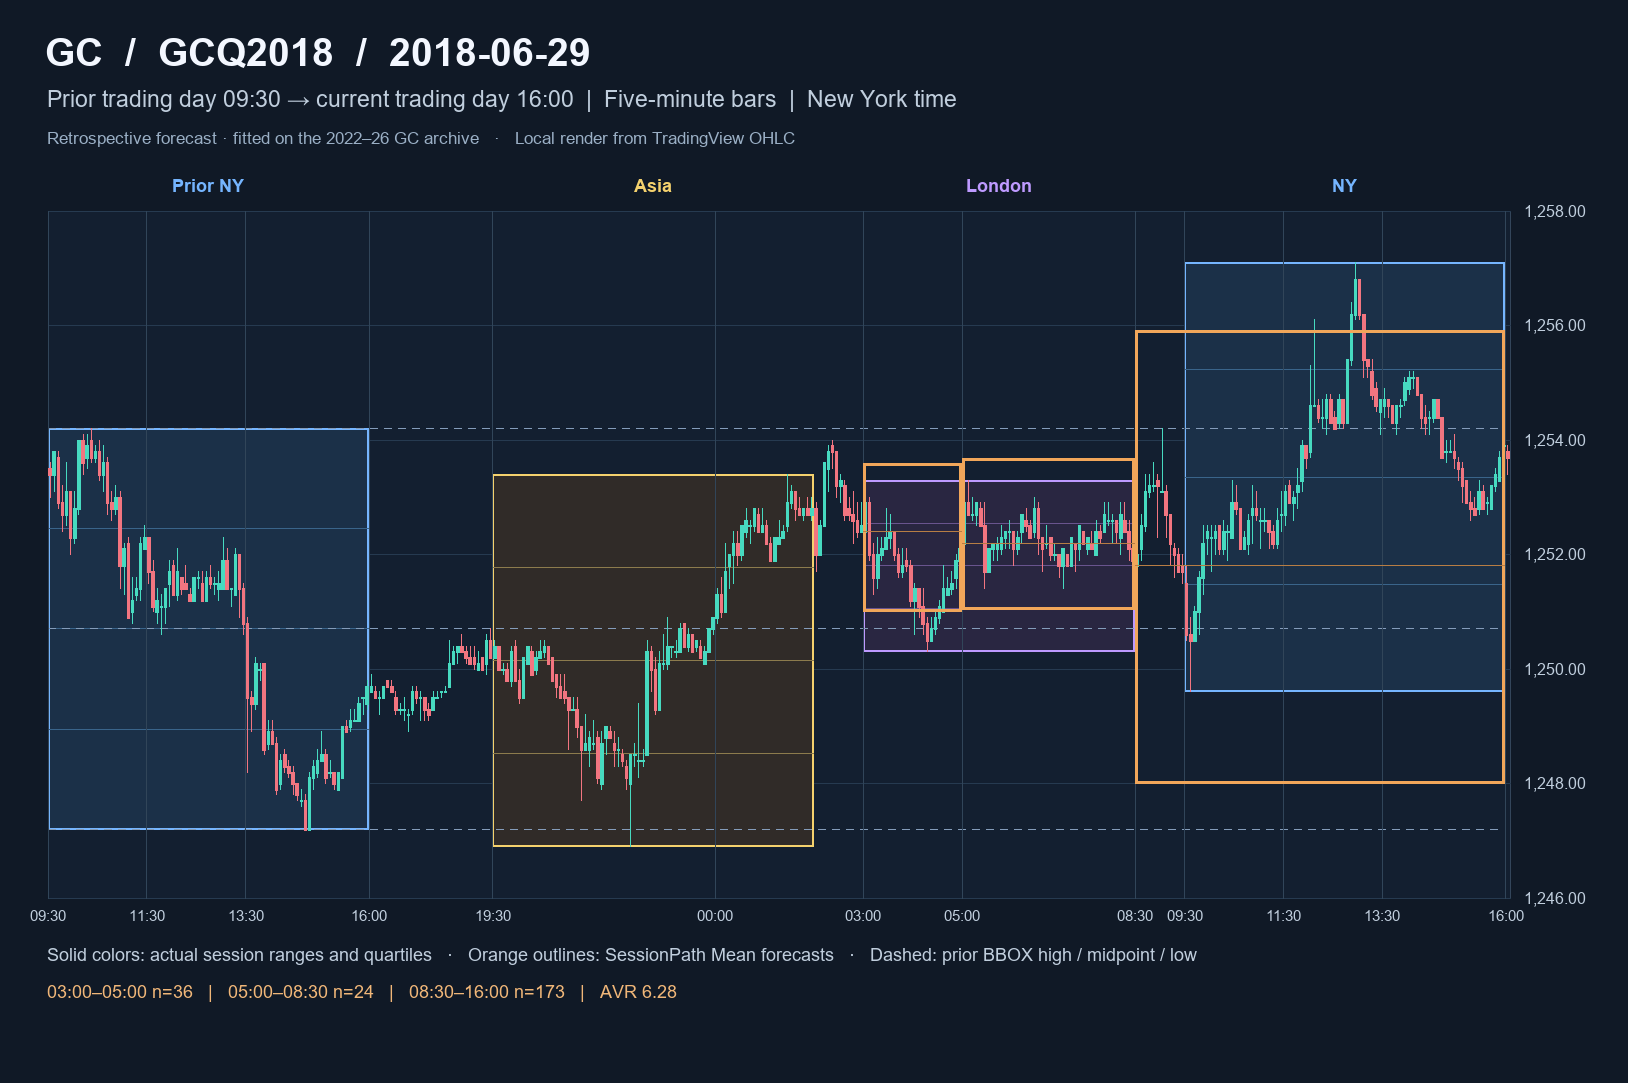 GC / GCQ2018 / 2018-06-29
Prior trading day 09:30 → current trading day 16:00 | Five-minute bars | New York time
Retrospective forecast · fitted on the 2022–26 GC archive · Local render from TradingView OHLC
Prior NY Asia London NY
1,258.00
1,256.00
1,254.00
1,252.00
1,250.00
1,248.00
1,246.00
09:30 11:30 13:30 16:00 19:30 00:00 03:00 05:00 08:30 09:30 11:30 13:30 16:00
Solid colors: actual session ranges and quartiles · Orange outlines: SessionPath Mean forecasts · Dashed: prior BBOX high / midpoint / low
03:00–05:00 n=36 | 05:00–08:30 n=24 | 08:30–16:00 n=173 | AVR 6.28